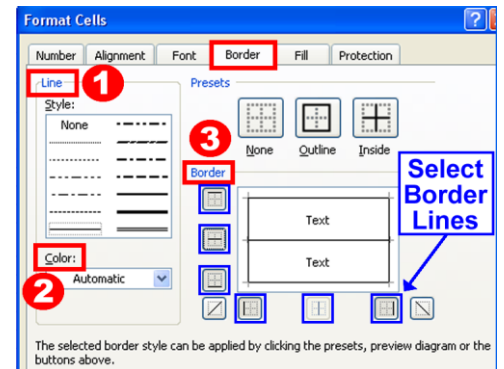 Format Cells ?
Number Alignment Font Border Fill Protection
Line 1 Presets
Style:
None
3
None Outline Inside
Border
Select
Border
Lines
Text
Text
Color:
Automatic
2
The selected border style can be applied by clicking the presets, preview diagram or the
buttons above.